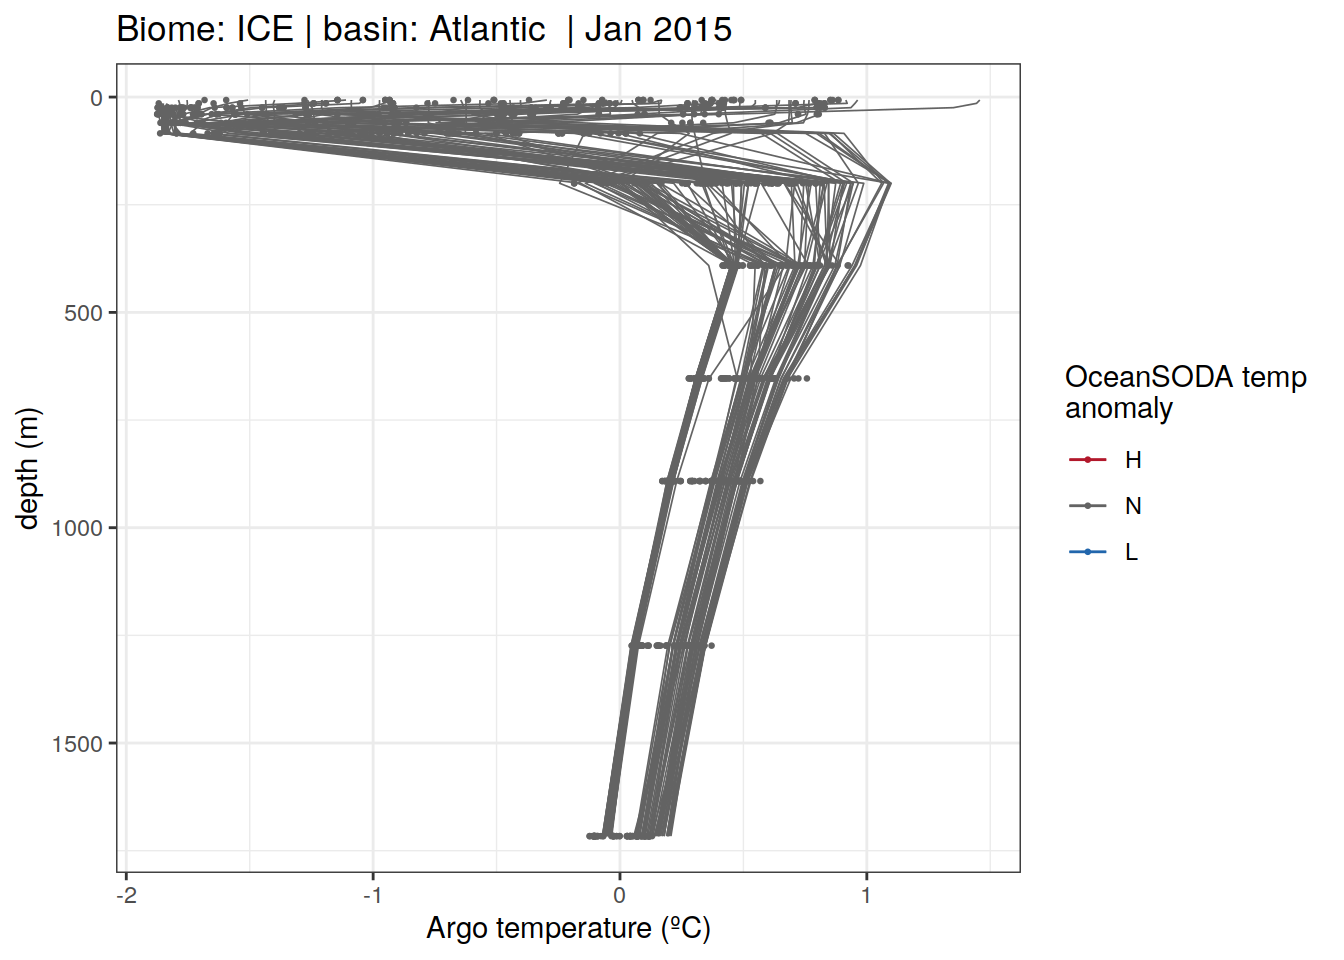 Biome: ICE | basin: Atlantic  | Jan 2015
0
500
1000
1500
depth (m)
-2
-1
0
1
Argo temperature (ºC)
OceanSODA temp
anomaly
H
N
L